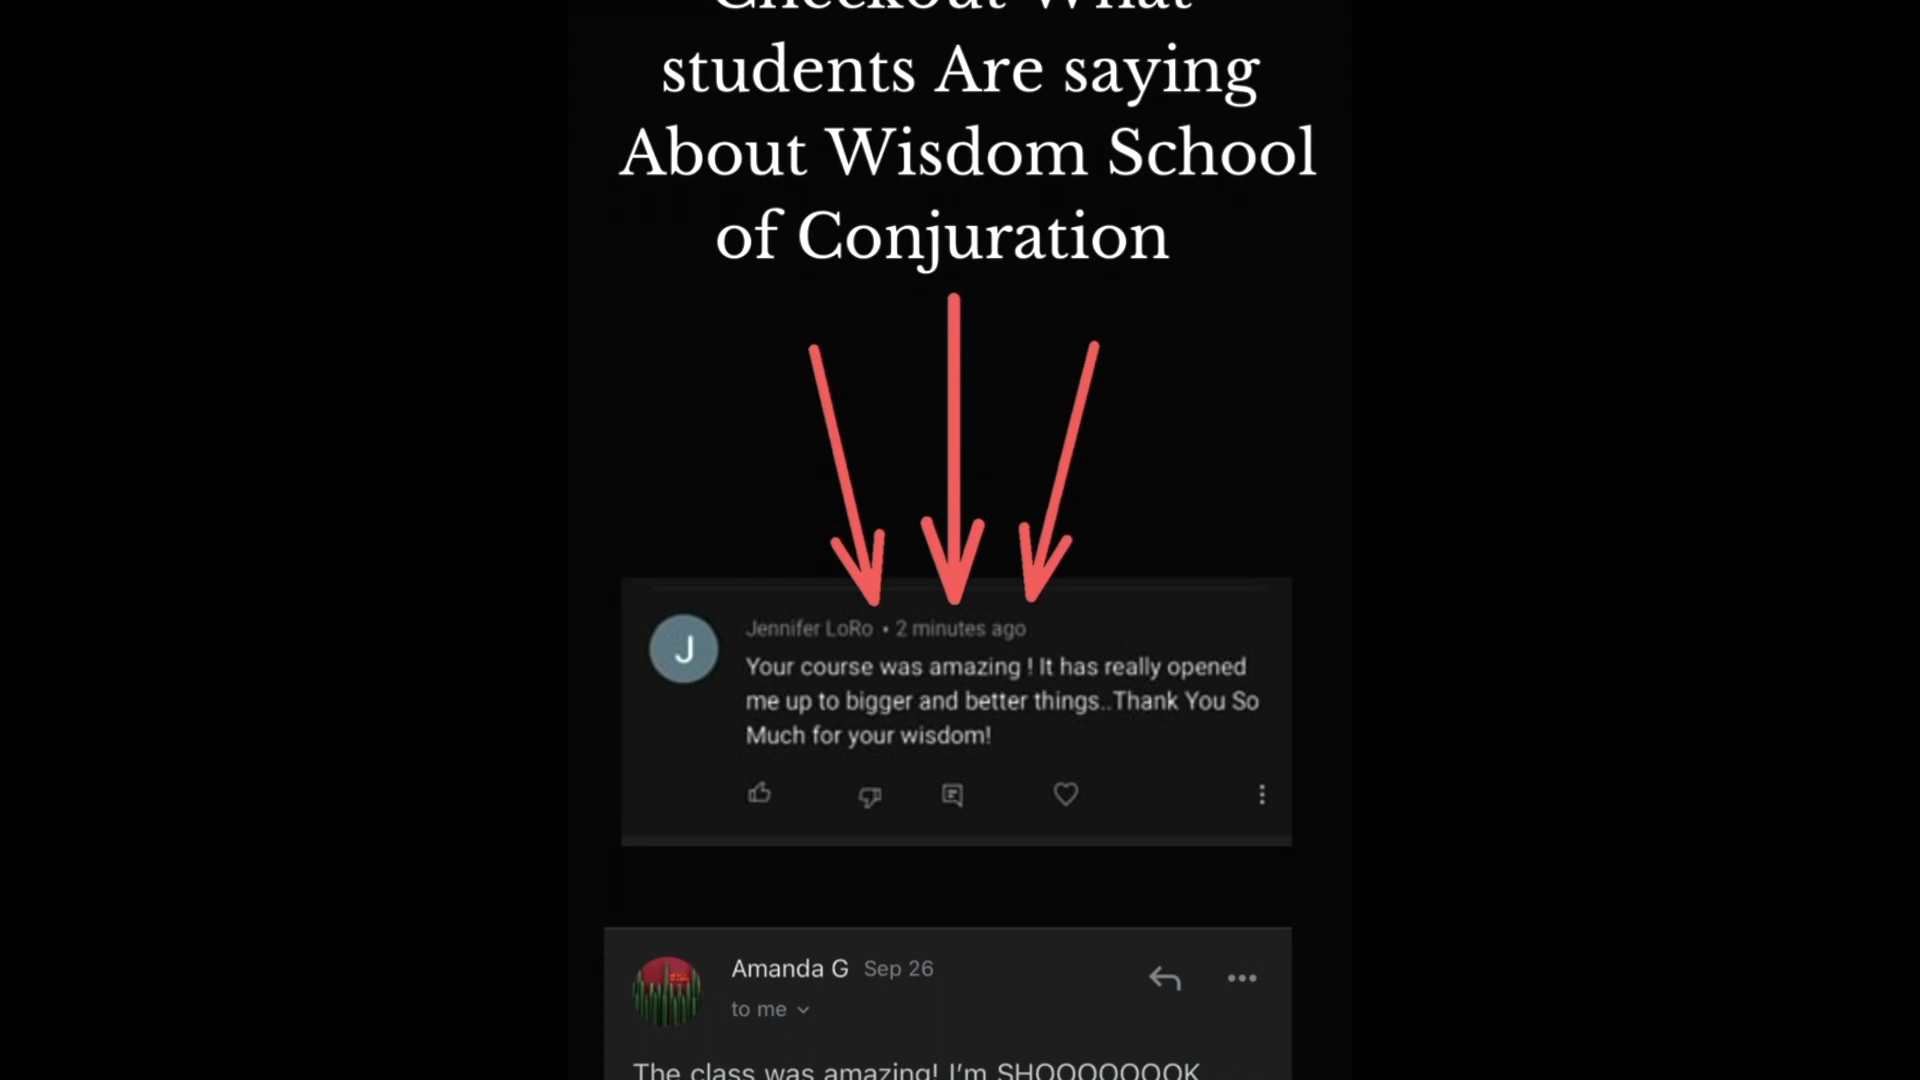 Checkout What
students Are saying
About Wisdom School
of Conjuration
J
Jennifer LoRo • 2 minutes ago
Your course was amazing ! It has really opened
me up to bigger and better things..Thank You So
Much for your wisdom!
Amanda G Sep 26
to me
The class was amazing! I'm SHOOOOOOOK